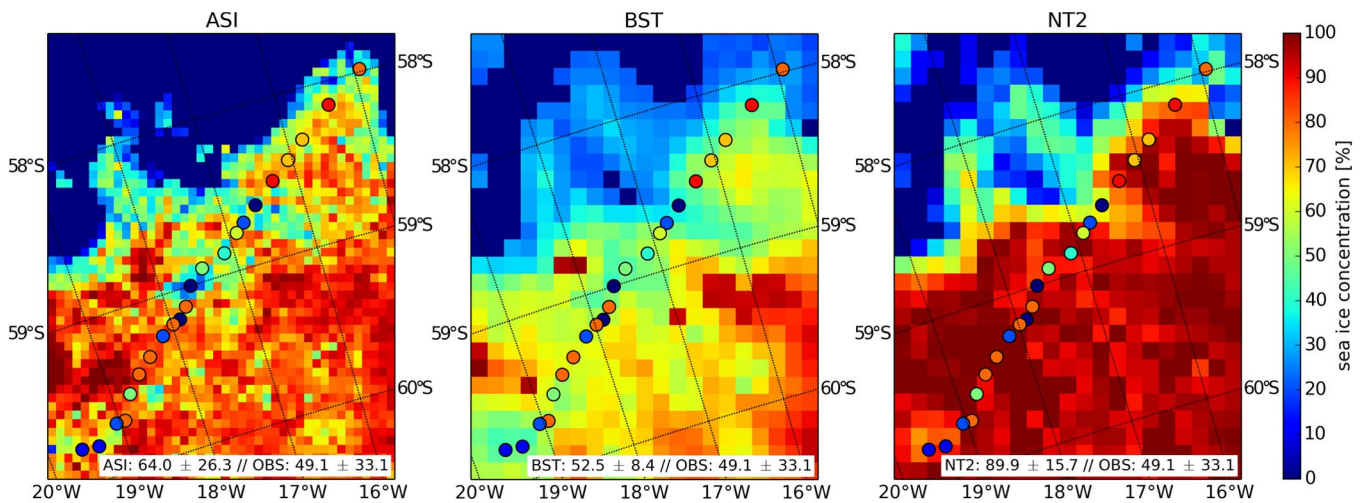 ASI
BST
NT2
58°S
58°S
59°S
59°S
60°S
ASI: 64.0 ± 26.3 // OBS: 49.1 ± 33.1
20°W 19°W 18°W 17°W 16°W
58°S
58°S
59°S
59°S
60°S
BST: 52.5 ± 8.4 // OBS: 49.1 ± 33.1
20°W 19°W 18°W 17°W 16°W
58°S
59°S
60°S
NT2: 89.9 ± 15.7 // OBS: 49.1 ± 33.1
20°W 19°W 18°W 17°W 16°W
100
90
80
70
60
50
40
30
20
10
0
sea ice concentration [%]